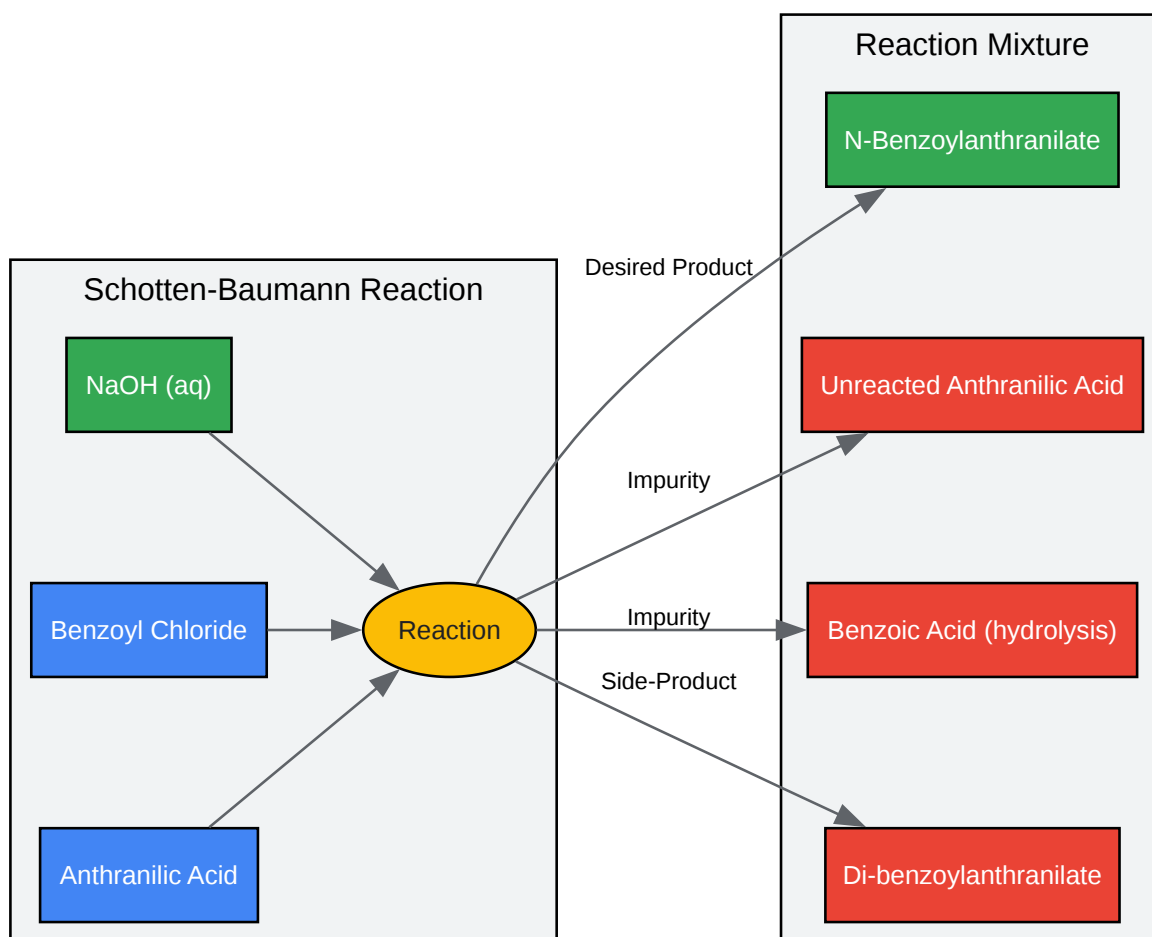 Reaction Mixture
N-Benzoylanthranilate
Desired Product
Schotten-Baumann Reaction
NaOH (aq)
Unreacted Anthranilic Acid
Impurity
Benzoyl Chloride
Reaction
Impurity
Benzoic Acid (hydrolysis)
Side-Product
Anthranilic Acid
Di-benzoylanthranilate